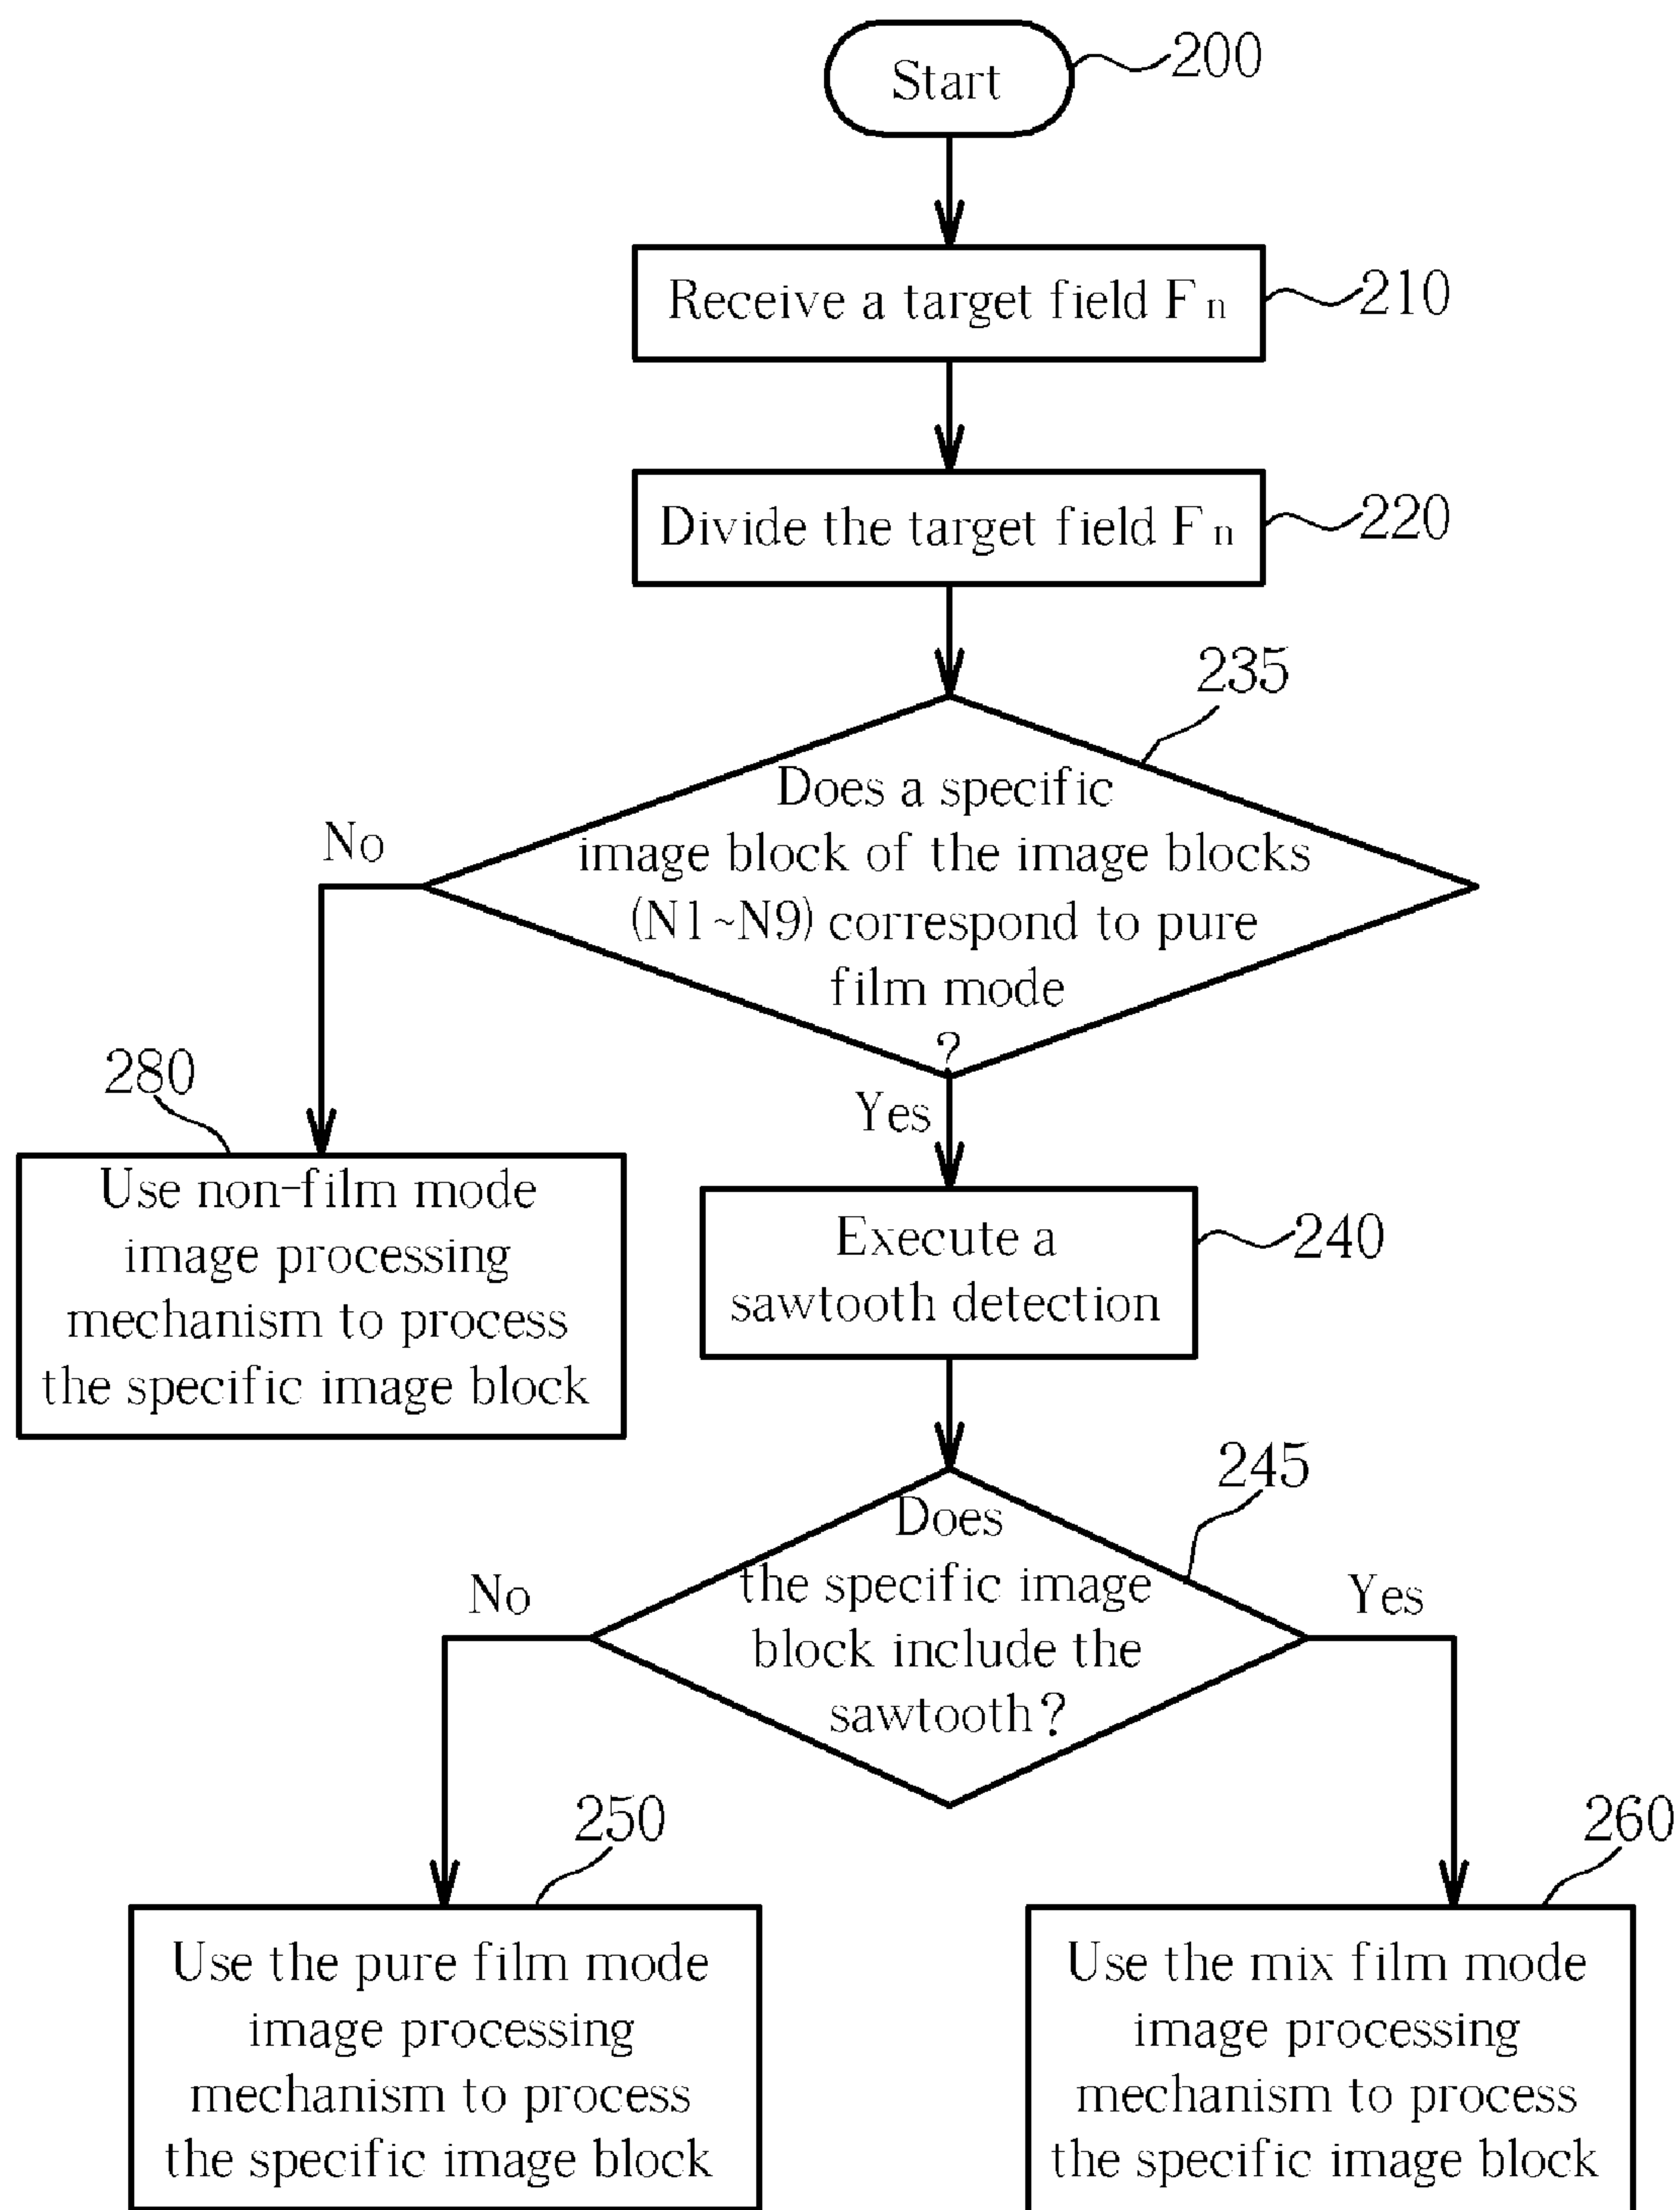 Start
200
Receive a target field Fn
210
Divide the target field Fn
220
235
Does a specific
image block of the image blocks
(N1~N9) correspond to pure
film mode
?
No
Yes
280
Use non-film mode
image processing
mechanism to process
the specific image block
Execute a
sawtooth detection
240
245
Does
the specific image
block include the
sawtooth?
No
Yes
250
Use the pure film mode
image processing
mechanism to process
the specific image block
260
Use the mix film mode
image processing
mechanism to process
the specific image block